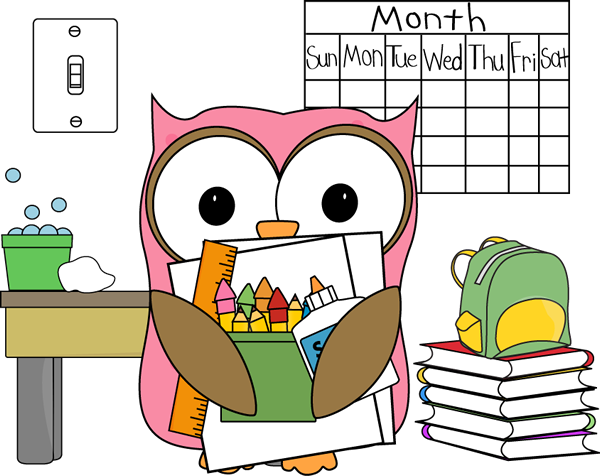 Month
Sun Mon Tue Wed Thu Fri Sat
S